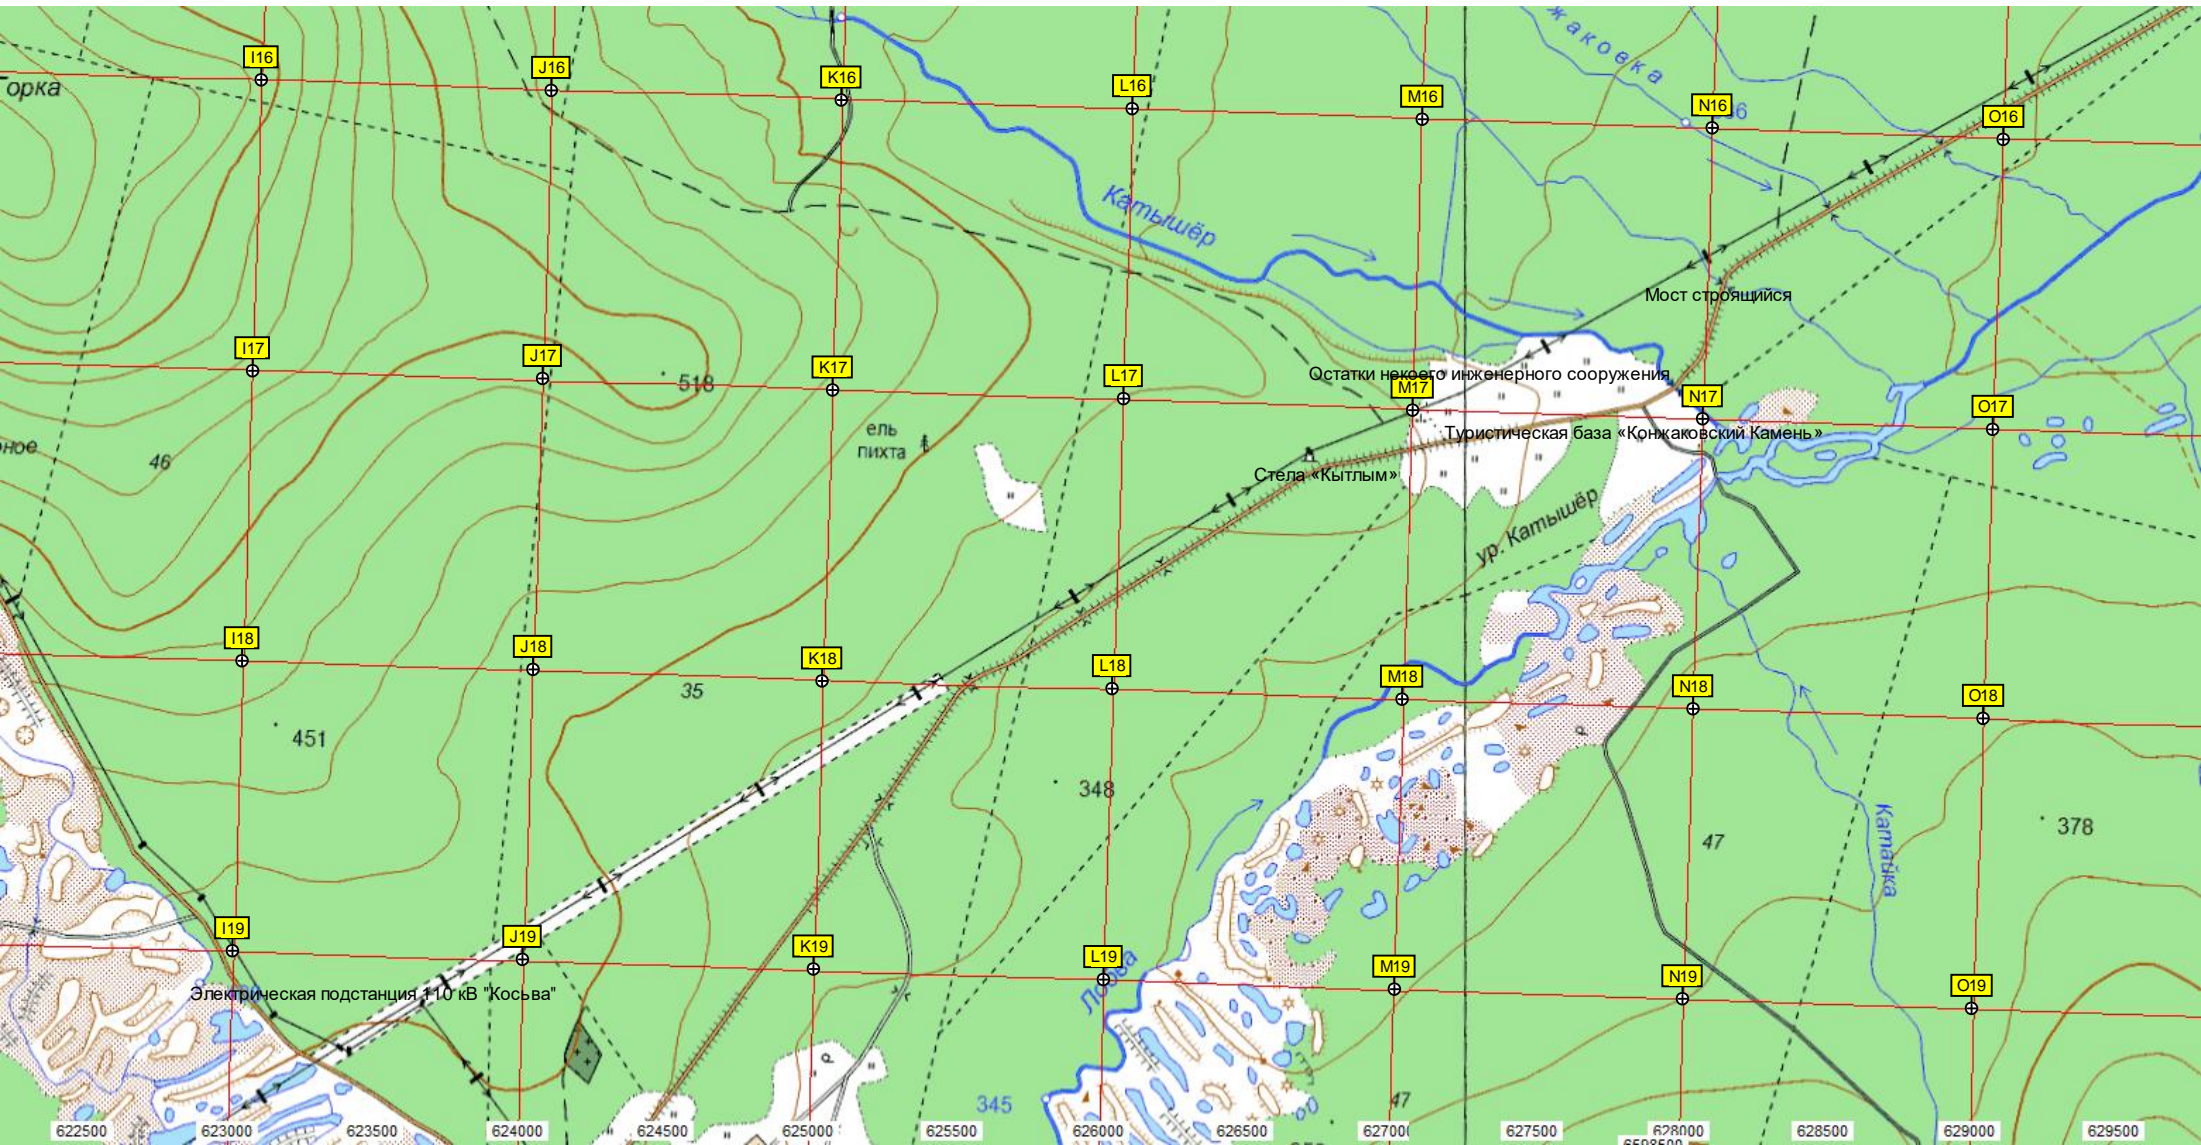 жаковка
I16
J16
K16
L16
M16
N16
O16
орка
Катышёр
Мост строящийся
I17
J17
K17
L17
M17
N17
O17
518
Остатки некоего инженерного сооружения
ель
пихта
Туристическая база «Конжаковский Камень»
46
Стела «Кытлым»
ур. Катышёр
I18
J18
K18
L18
M18
N18
O18
35
451
348
р
47
378
Катайка
I19
J19
K19
L19
M19
N19
O19
Лобва
Электрическая подстанция 110 кВ "Косьва"
р
345
47
622500
623000
623500
624000
624500
625000
625500
626000
626500
627000
627500
628000
628500
629000
629500